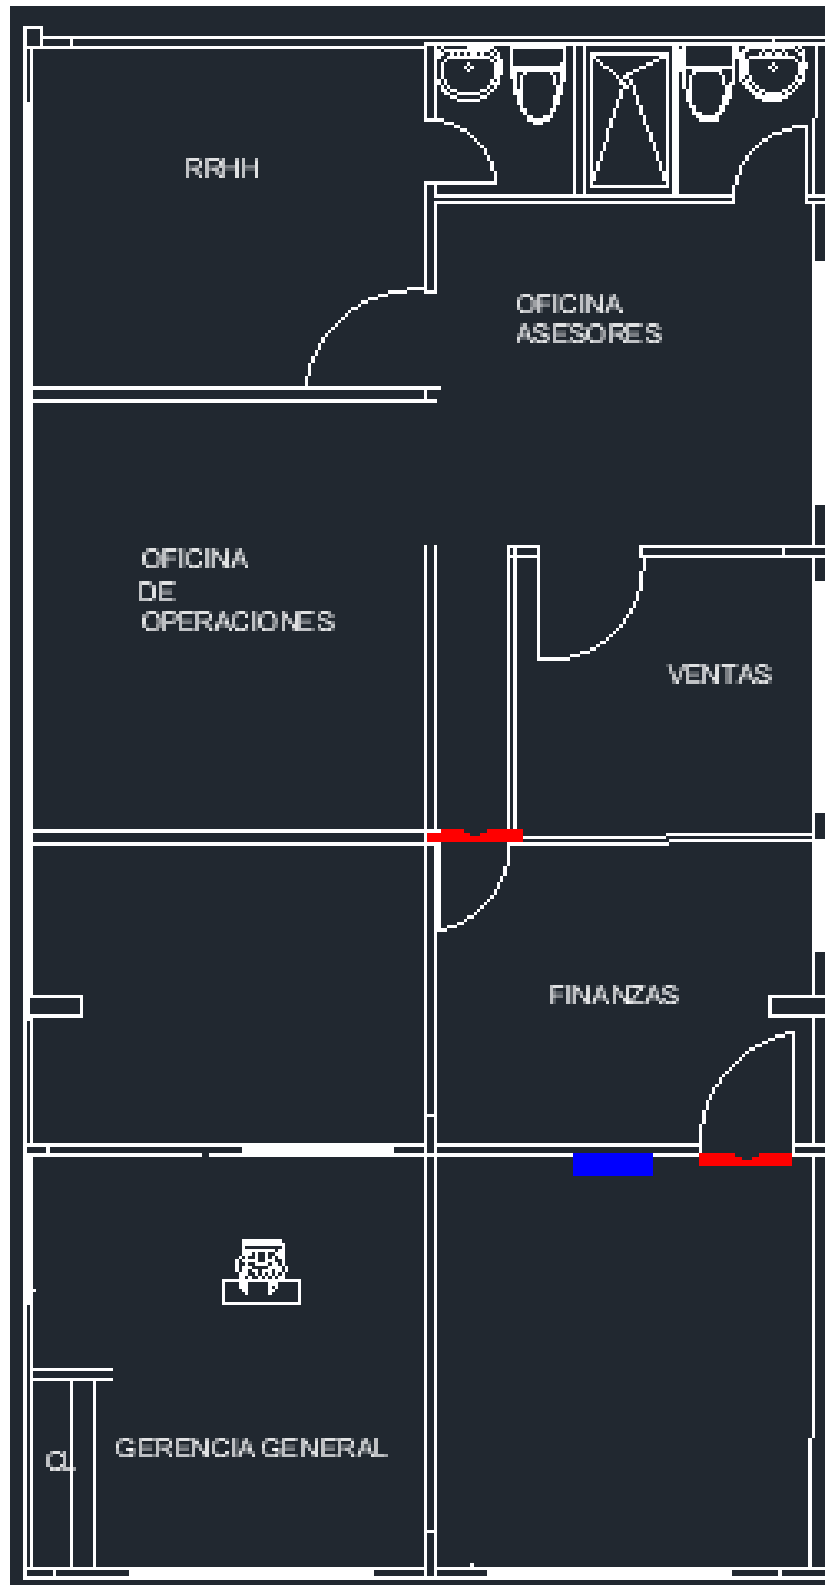 RRHH
OFICINA
ASESORES
OFICINA
DE
OPERACIONES
VENTAS
FINANZAS
GERENCIA GENERAL
CL